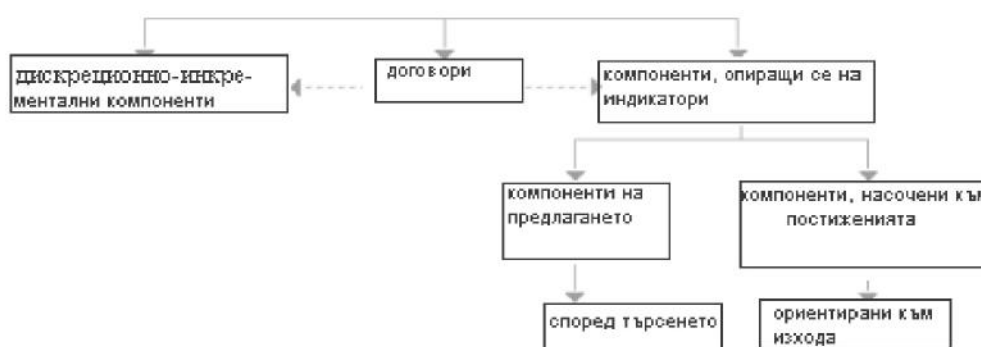 дискреционно-инкре-
ментални компоненти
договори
компоненти, опиращи се на
индикатори
компоненти на
предлагането
компоненти, насочени към
постиженията
според търсенето
ориентирани към
изхода